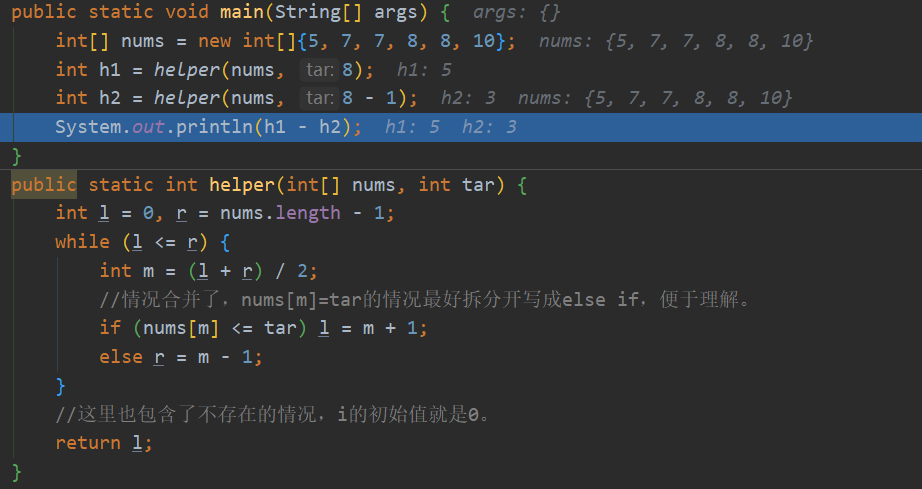 public static void main(String[] args) {  args: {}
    int[] nums = new int[]{5, 7, 7, 8, 8, 10};  nums: {5, 7, 7, 8, 8, 10}
    int h1 = helper(nums,  tar: 8);  h1: 5
    int h2 = helper(nums,  tar: 8 - 1);  h2: 3  nums: {5, 7, 7, 8, 8, 10}
    System.out.println(h1 - h2);  h1: 5  h2: 3
}
public static int helper(int[] nums, int tar) {
    int l = 0, r = nums.length - 1;
    while (l <= r) {
        int m = (l + r) / 2;
        //情况合并了，nums[m]=tar的情况最好拆分开写成else if，便于理解。
        if (nums[m] <= tar) l = m + 1;
        else r = m - 1;
    }
    //这里也包含了不存在的情况，i的初始值就是0。
    return l;
}